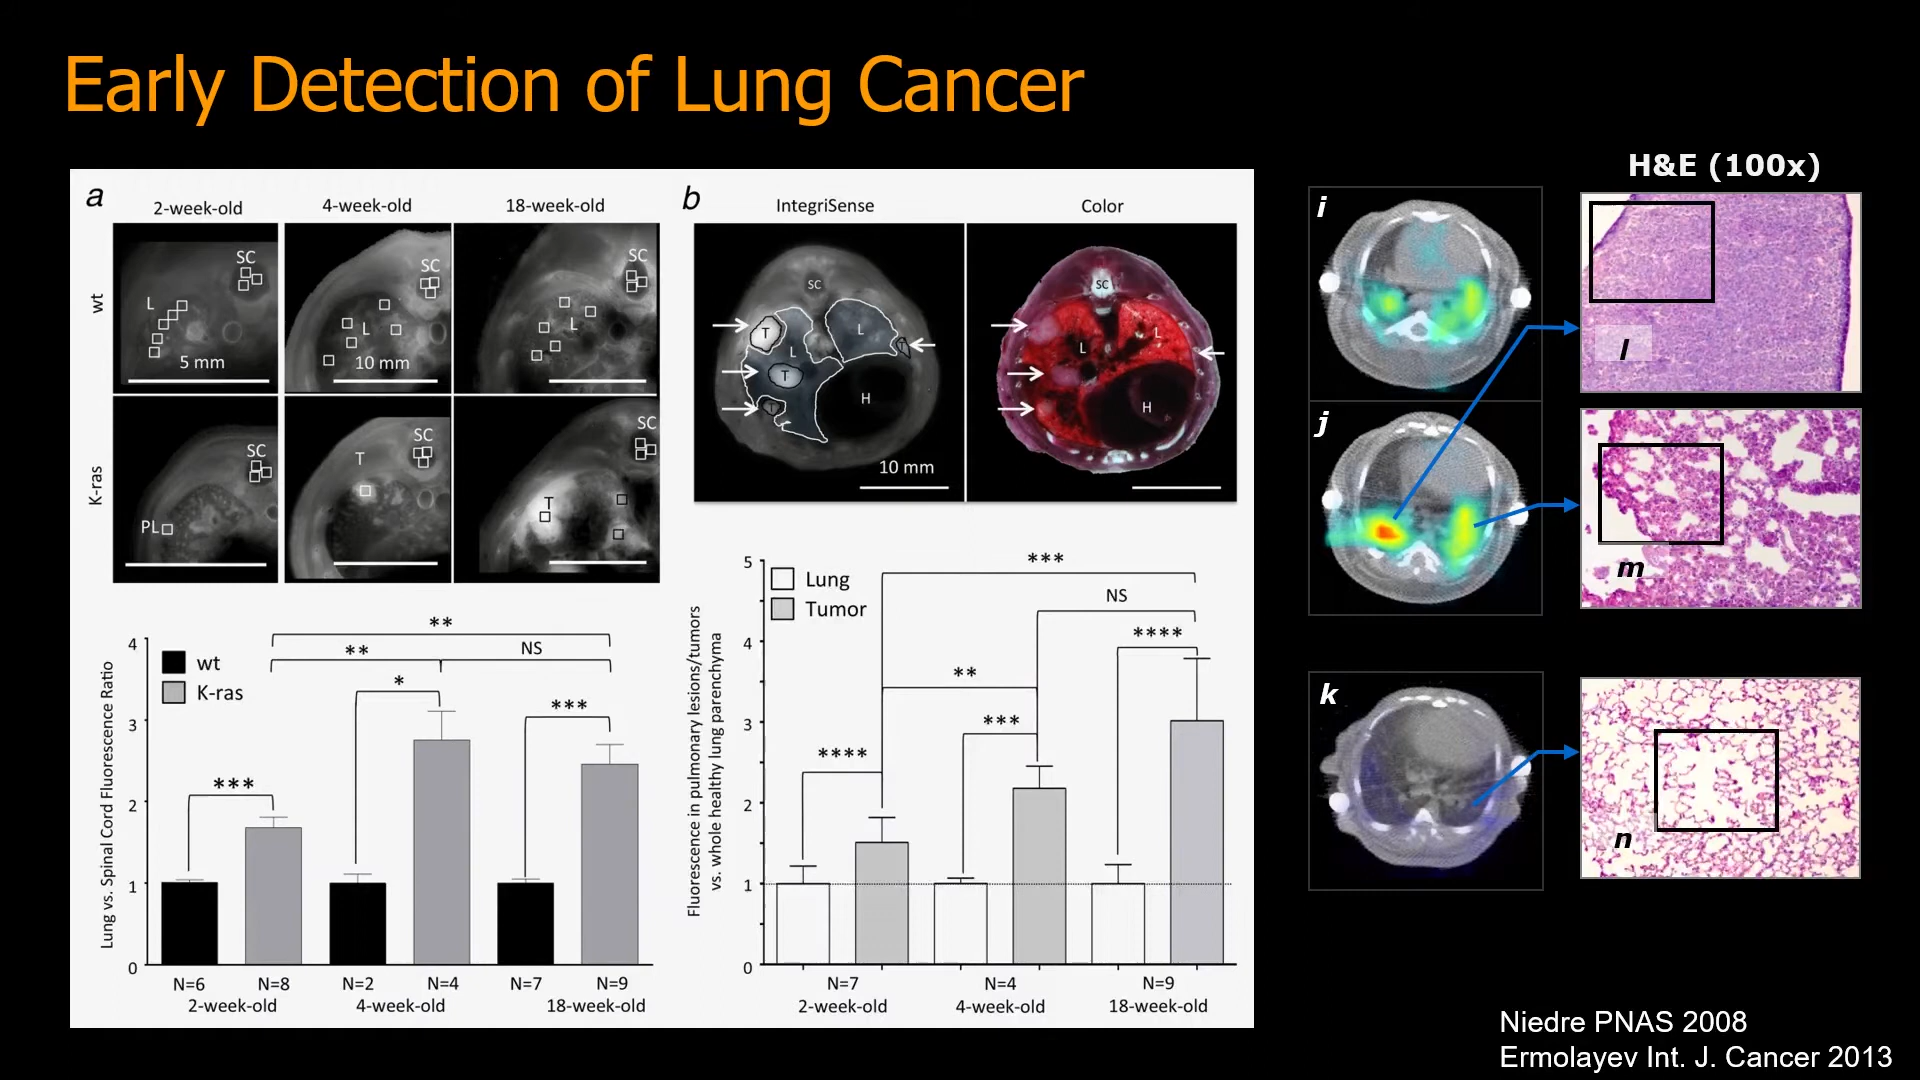 Early Detection of Lung Cancer
a
2-week-old
4-week-old
18-week-old
wt
SC
L
5 mm
SC
L
10 mm
SC
L
K-ras
SC
PL
SC
T
SC
T
b
IntegriSense
Color
SC
T
L
L
T
T
T
H
10 mm
SC
L
L
H
Lung vs. Spinal Cord Fluorescence Ratio
4
3
2
1
0
wt
K-ras
***
**
*
**
NS
***
N=6
N=8
N=2
N=4
N=7
N=9
2-week-old
4-week-old
18-week-old
Fluorescence in pulmonary lesions/tumors
vs. whole healthy lung parenchyma
5
4
3
2
1
0
Lung
Tumor
***
NS
****
**
***
****
N=7
N=4
N=9
2-week-old
4-week-old
18-week-old
H&E (100x)
i
l
j
m
k
n
Niedre PNAS 2008
Ermolayev Int. J. Cancer 2013